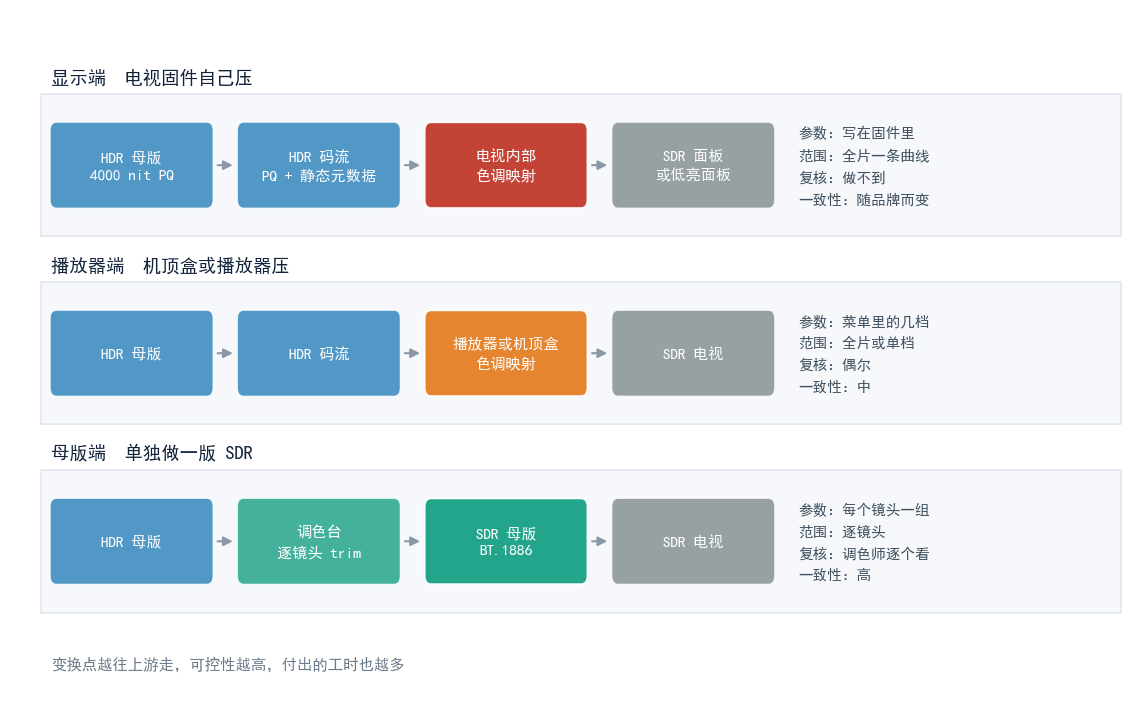 显示端 电视固件自己压
HDR 母版
4000 nit PQ
HDR 码流
PQ + 静态元数据
电视内部
色调映射
SDR 面板
或低亮面板
参数: 写在固件里
范围: 全片一条曲线
复核: 做不到
一致性: 随品牌而变
播放器端 机顶盒或播放器压
HDR 母版
HDR 码流
播放器或机顶盒
色调映射
SDR 电视
参数: 菜单里的几档
范围: 全片或单档
复核: 偶尔
一致性: 中
母版端 单独做一版 SDR
HDR 母版
调色台
逐镜头 trim
SDR 母版
BT.1886
SDR 电视
参数: 每个镜头一组
范围: 逐镜头
复核: 调色师逐个看
一致性: 高
变换点越往上游走, 可控性越高, 付出的工时也越多